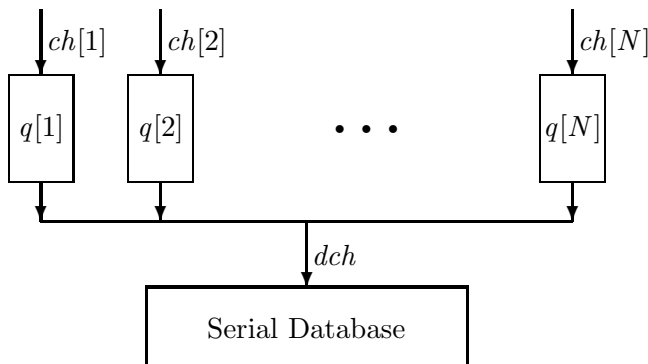 ch[1] ch[2] ch[N]
q[1] q[2] • • • q[N]
dch
Serial Database